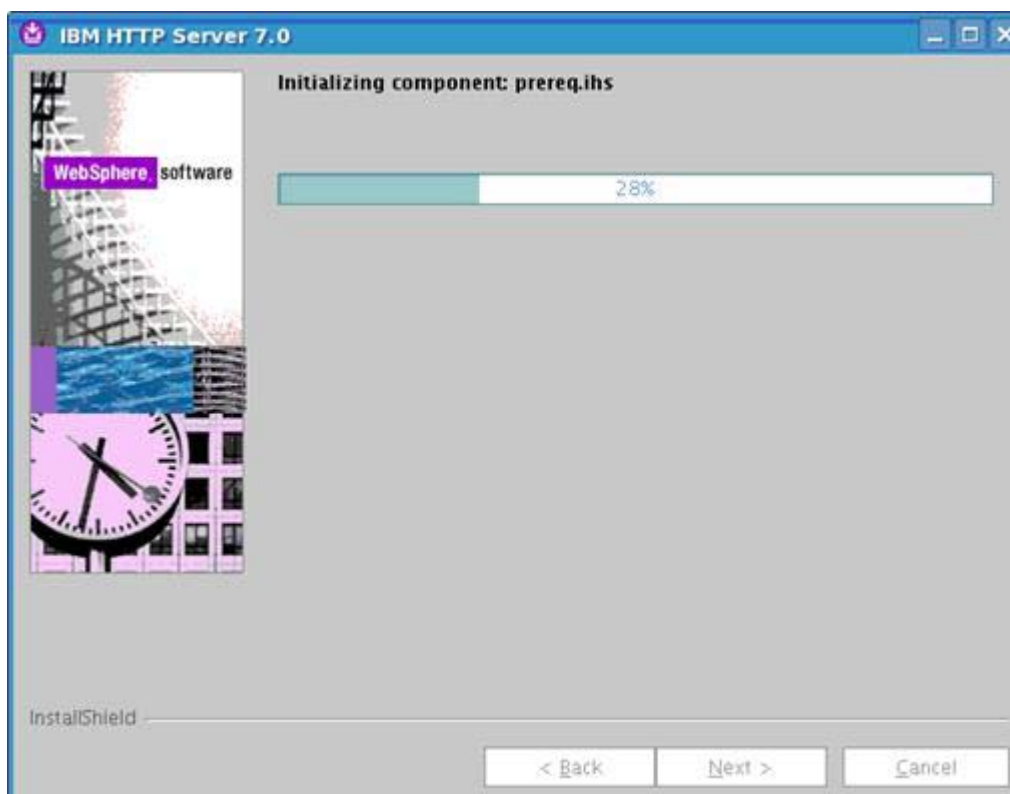 IBM HTTP Server 7.0
Initializing component: prereq.ihs
WebSphere. software
28%
InstallShield
< Back
Next >
Cancel